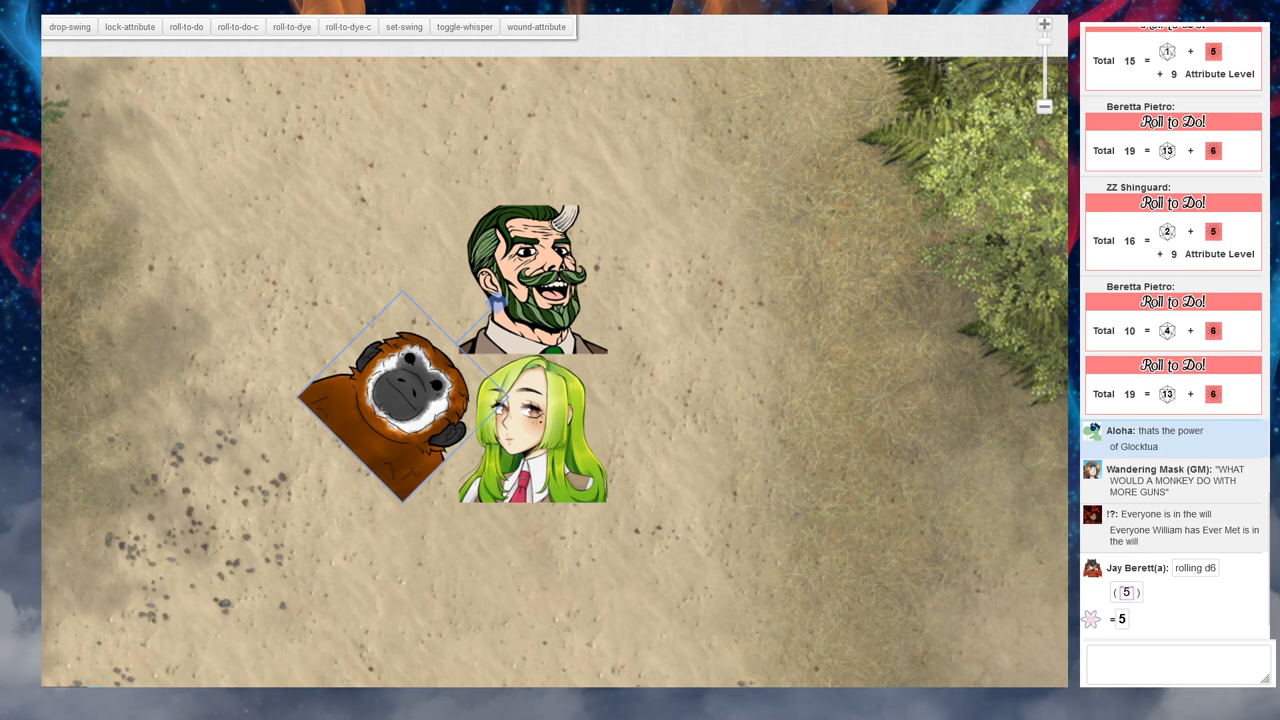 drop-swing lock-attribute roll-to-do roll-to-do-c roll-to-dye roll-to-dye-c set-swing toggle-whisper wound-attribute
Total 15 = 1 + 5
+ 9 Attribute Level
Beretta Pietro:
Roll to Do!
Total 19 = 13 + 6
ZZ Shinguard:
Roll to Do!
Total 16 = 2 + 5
+ 9 Attribute Level
Beretta Pietro:
Roll to Do!
Total 10 = 4 + 6
Roll to Do!
Total 19 = 13 + 6
Aloha: thats the power
of Glocktua
Wandering Mask (GM): "WHAT
WOULD A MONKEY DO WITH
MORE GUNS"
!?: Everyone is in the will
Everyone William has Ever Met is in
the will
Jay Berett(a): rolling d6
( 5 )
= 5